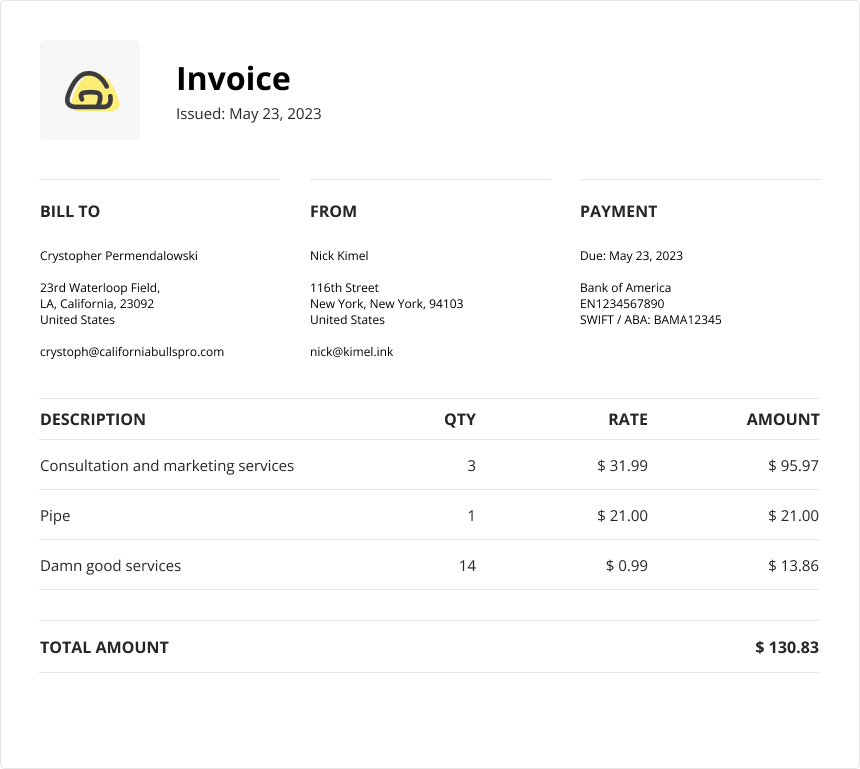 Invoice
Issued: May 23, 2023
BILL TO
Crystopher Permendalowski
23rd Waterloop Field,
LA, California, 23092
United States
crystoph@californiabullspro.com
FROM
Nick Kimel
116th Street
New York, New York, 94103
United States
nick@kimel.ink
PAYMENT
Due: May 23, 2023
Bank of America
EN1234567890
SWIFT / ABA: BAMA12345
DESCRIPTION QTY RATE AMOUNT
Consultation and marketing services 3 $ 31.99 $ 95.97
Pipe 1 $ 21.00 $ 21.00
Damn good services 14 $ 0.99 $ 13.86
TOTAL AMOUNT $ 130.83